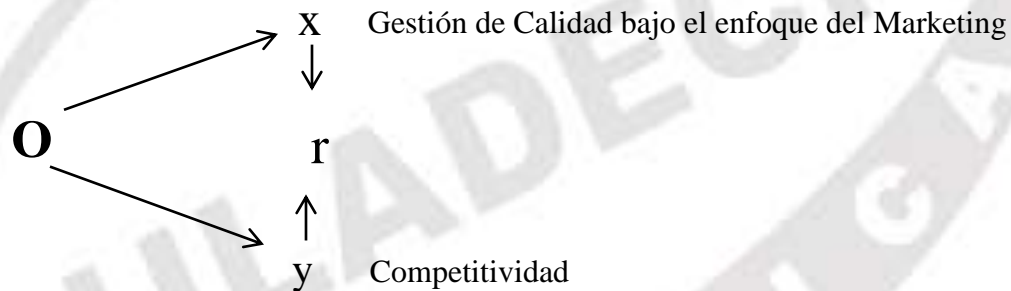 x Gestión de Calidad bajo el enfoque del Marketing
O r
y Competitividad